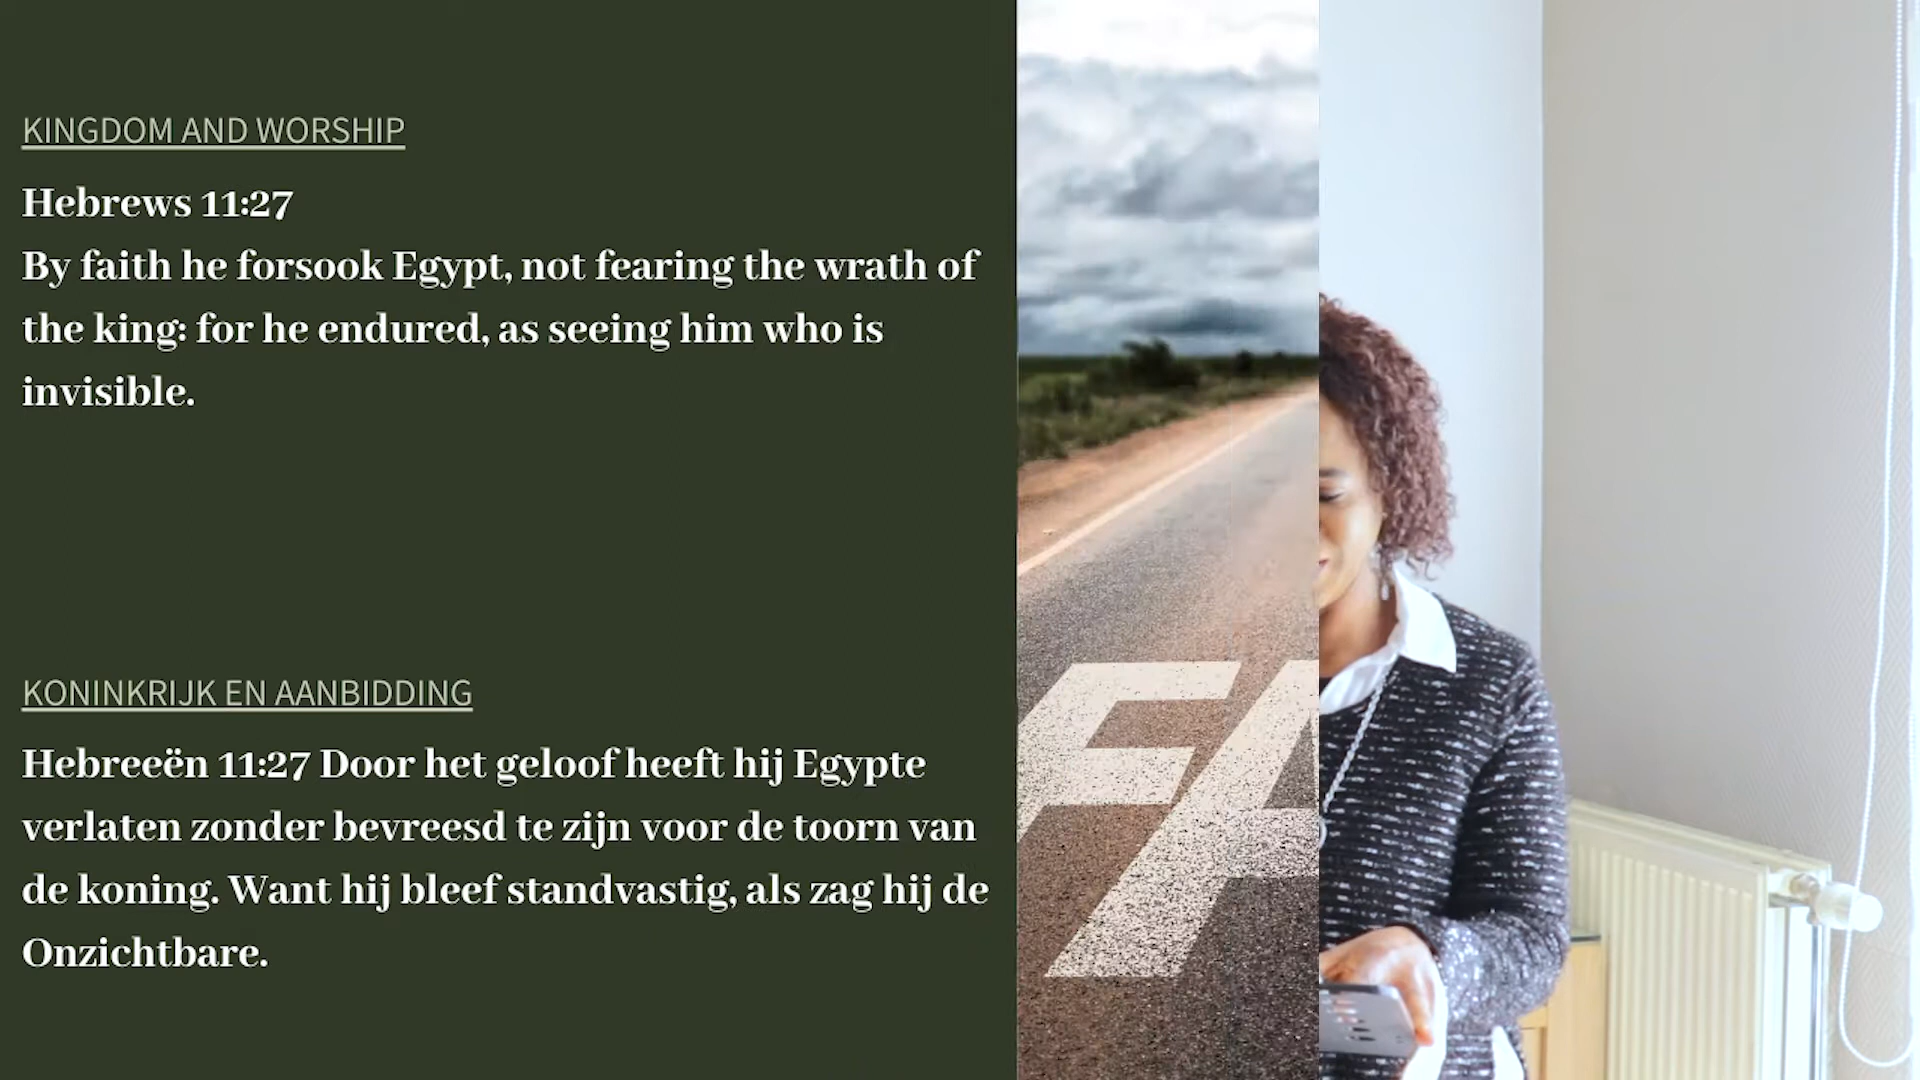 KINGDOM AND WORSHIP
Hebrews 11:27
By faith he forsook Egypt, not fearing the wrath of
the king: for he endured, as seeing him who is
invisible.
KONINKRIJK EN AANBIDDING
Hebreeën 11:27 Door het geloof heeft hij Egypte
verlaten zonder bevreesd te zijn voor de toorn van
de koning. Want hij bleef standvastig, als zag hij de
Onzichtbare.
FA